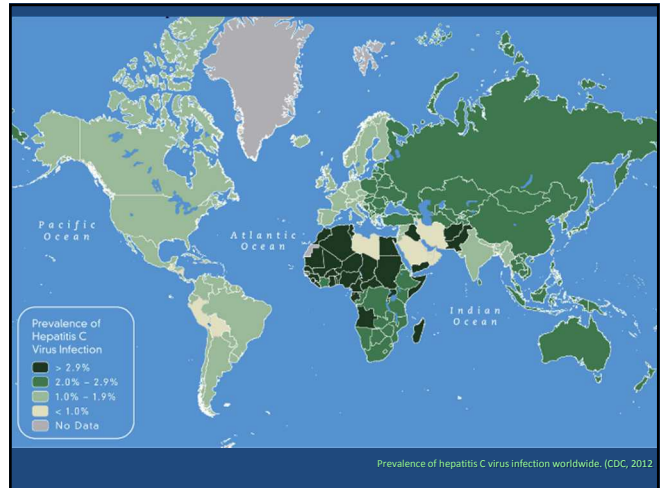 Pacific
Ocean
Atlantic
Ocean
Indian
Ocean
Prevalence of
Hepatitis C
Virus Infection
> 2.9%
2.0% – 2.9%
1.0% – 1.9%
< 1.0%
No Data
Prevalence of hepatitis C virus infection worldwide. (CDC, 2012